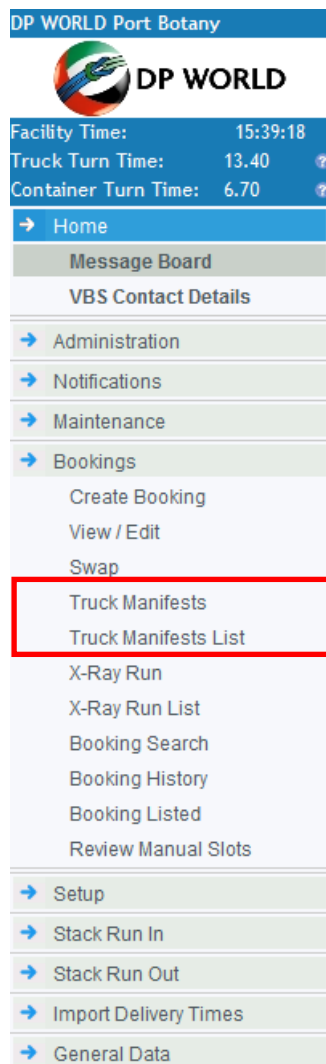 DP WORLD Port Botany
DP WORLD
Facility Time: 15:39:18
Truck Turn Time: 13.40 ?
Container Turn Time: 6.70 ?
Home
Message Board
VBS Contact Details
Administration
Notifications
Maintenance
Bookings
Create Booking
View / Edit
Swap
Truck Manifests
Truck Manifests List
X-Ray Run
X-Ray Run List
Booking Search
Booking History
Booking Listed
Review Manual Slots
Setup
Stack Run In
Stack Run Out
Import Delivery Times
General Data